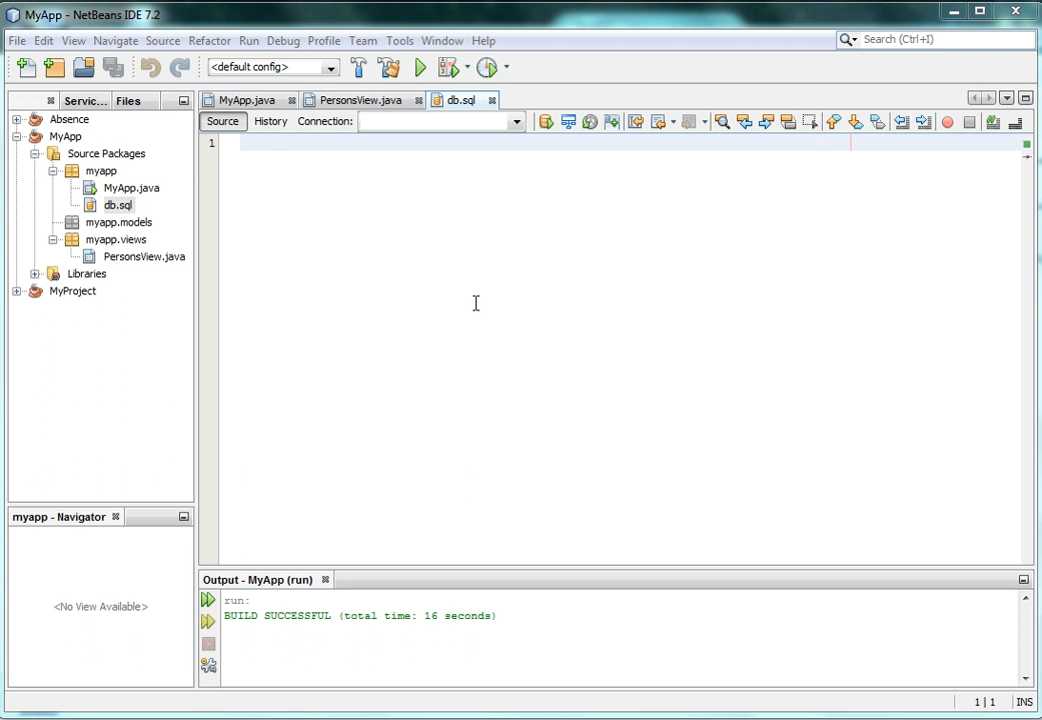 MyApp - NetBeans IDE 7.2
File Edit View Navigate Source Refactor Run Debug Profile Team Tools Window Help
Search (Ctrl+I)
<default config>
Servic... Files
MyApp.java PersonsView.java db.sql
Source History Connection:
Absence
MyApp
Source Packages
myapp
MyApp.java
db.sql
myapp.models
myapp.views
PersonsView.java
Libraries
MyProject
1
myapp - Navigator
<No View Available>
Output - MyApp (run)
run:
BUILD SUCCESSFUL (total time: 16 seconds)
1 | 1 INS